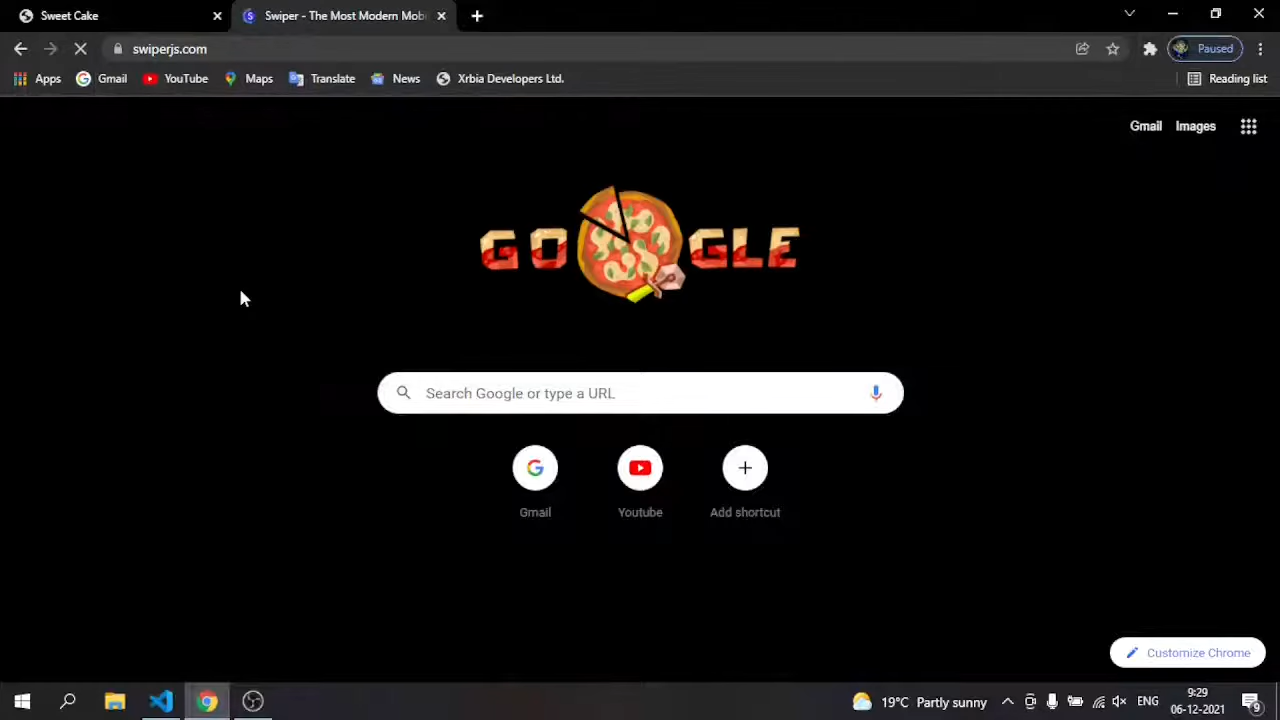 Sweet Cake
Swiper - The Most Modern Mob
swiperjs.com
Paused
Apps
Gmail
YouTube
Maps
Translate
News
Xrbia Developers Ltd.
Reading list
Gmail
Images
GOOGLE
Search Google or type a URL
Gmail
Youtube
Add shortcut
Customize Chrome
19°C Partly sunny
ENG
9:29
06-12-2021
9